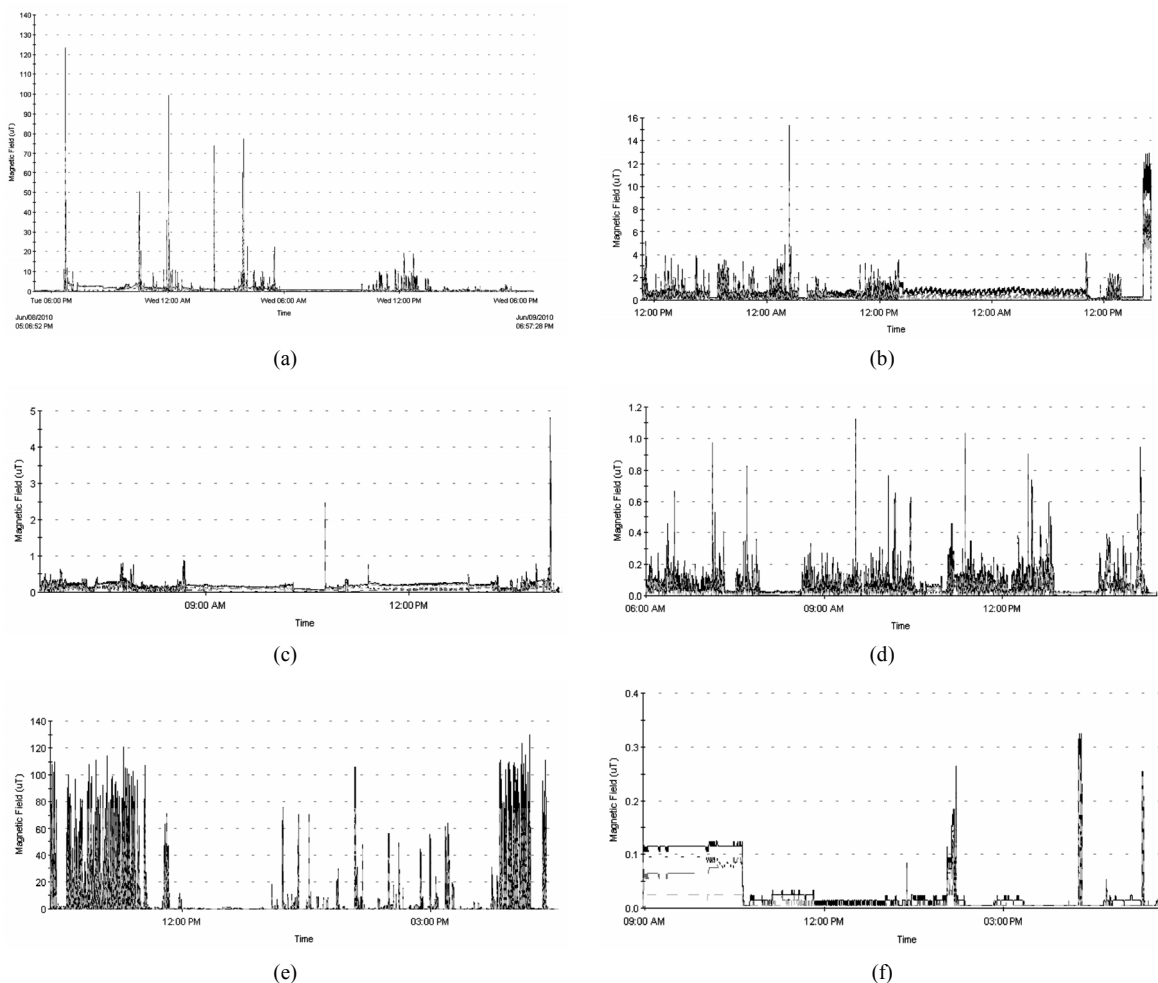 140
130
120
110
100
90
80
70
60
50
40
30
20
10
0
Magnetic Field (uT)
Tue 06:00 PM Wed 12:00 AM Wed 06:00 AM Wed 12:00 PM Wed 06:00 PM
Time
Jun/08/2010 Jun/09/2010
05:06:52 PM 06:57:28 PM
(a)
16
14
12
10
8
6
4
2
0
Magnetic Field (uT)
12:00 PM 12:00 AM 12:00 PM 12:00 AM 12:00 PM
Time
(b)
5
4
3
2
1
0
Magnetic Field (uT)
09:00 AM 12:00 PM
Time
(c)
1.2
1.0
0.8
0.6
0.4
0.2
0.0
Magnetic Field (uT)
06:00 AM 09:00 AM 12:00 PM
Time
(d)
140
120
100
80
60
40
20
0
Magnetic Field (uT)
12:00 PM 03:00 PM
Time
(e)
0.4
0.3
0.2
0.1
0.0
Magnetic Field (uT)
09:00 AM 12:00 PM 03:00 PM
Time
(f)